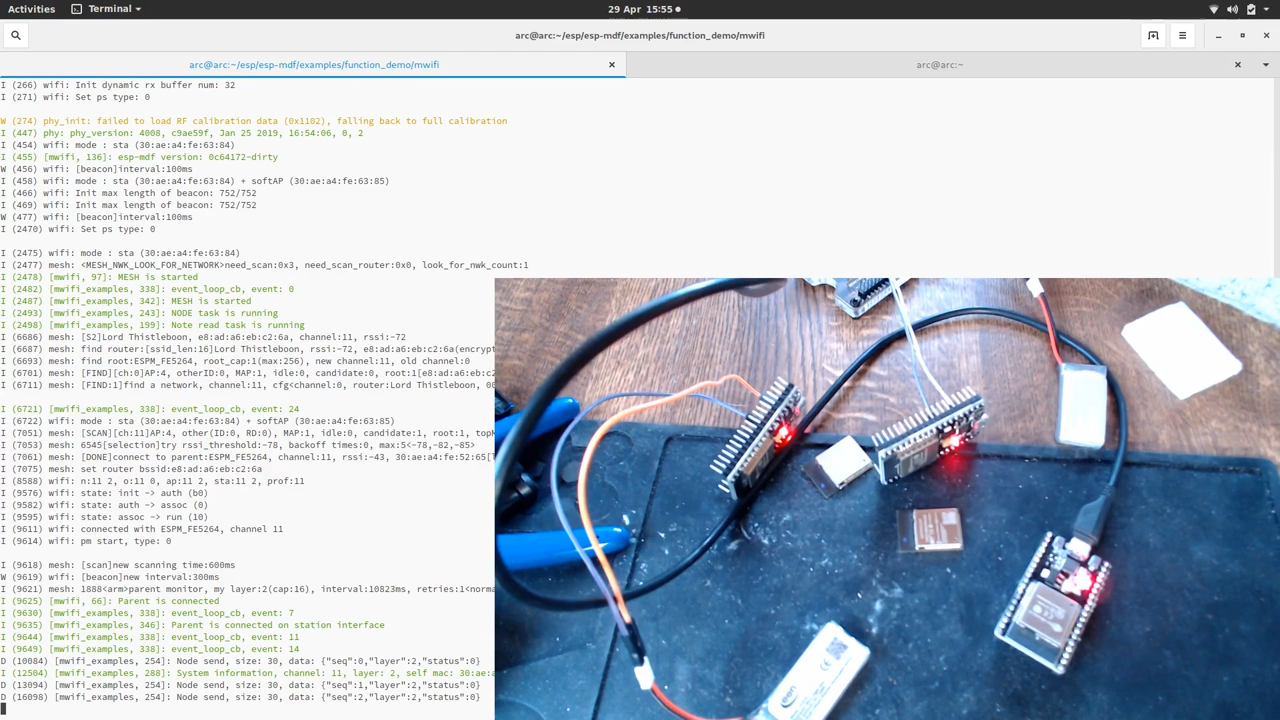 Activities
Terminal
29 Apr 15:55
arc@arc:~/esp/esp-mdf/examples/function_demo/mwifi
arc@arc:~/esp/esp-mdf/examples/function_demo/mwifi
arc@arc:~
I (266) wifi: Init dynamic rx buffer num: 32
I (271) wifi: Set ps type: 0
W (274) phy_init: failed to load RF calibration data (0x1102), falling back to full calibration
I (447) phy: phy_version: 4008, c9ae59f, Jan 25 2019, 16:54:06, 0, 2
I (454) wifi: mode : sta (30:ae:a4:fe:63:84)
I (455) [mwifi, 136]: esp-mdf version: 0c64172-dirty
W (456) wifi: [beacon]interval:100ms
I (458) wifi: mode : sta (30:ae:a4:fe:63:84) + softAP (30:ae:a4:fe:63:85)
I (466) wifi: Init max length of beacon: 752/752
I (469) wifi: Init max length of beacon: 752/752
W (477) wifi: [beacon]interval:100ms
I (2470) wifi: Set ps type: 0
I (2475) wifi: mode : sta (30:ae:a4:fe:63:84)
I (2477) mesh: <MESH_NWK_LOOK_FOR_NETWORK>need_scan:0x3, need_scan_router:0x0, look_for_nwk_count:1
I (2478) [mwifi, 97]: MESH is started
I (2482) [mwifi_examples, 338]: event_loop_cb, event: 0
I (2487) [mwifi_examples, 342]: MESH is started
I (2493) [mwifi_examples, 243]: NODE task is running
I (2498) [mwifi_examples, 199]: Note read task is running
I (6686) mesh: [S2]Lord Thistleboon, e8:ad:a6:eb:c2:6a, channel:11, rssi:-72
I (6687) mesh: find router:[ssid_len:16]Lord Thistleboon, rssi:-72, e8:ad:a6:eb:c2:6a(encrypt
I (6693) mesh: find root:ESPM_FE5264, root_cap:1(max:256), new channel:11, old channel:0
I (6701) mesh: [FIND][ch:0]AP:4, otherID:0, MAP:1, idle:0, candidate:0, root:1[e8:ad:a6:eb
I (6711) mesh: [FIND:1]find a network, channel:11, cfg<channel:0, router:Lord Thistleboon, 00
I (6721) [mwifi_examples, 338]: event_loop_cb, event: 24
I (6722) wifi: mode : sta (30:ae:a4:fe:63:84) + softAP (30:ae:a4:fe:63:85)
I (7051) mesh: [SCAN][ch:11]AP:4, other(ID:0, RD:0), MAP:1, idle:0, candidate:1, root:1, topM
I (7053) mesh: 6545[selection]try rssi_threshold:-78, backoff times:0, max:5<-78,-82,-85>
I (7061) mesh: [DONE]connect to parent:ESPM_FE5264, channel:11, rssi:-43, 30:ae:a4:fe:52:65[l
I (7075) mesh: set router bssid:e8:ad:a6:eb:c2:6a
I (8588) wifi: n:11 2, o:11 0, ap:11 2, sta:11 2, prof:11
I (9576) wifi: state: init -> auth (b0)
I (9582) wifi: state: auth -> assoc (0)
I (9595) wifi: state: assoc -> run (10)
I (9611) wifi: connected with ESPM_FE5264, channel 11
I (9614) wifi: pm start, type: 0
I (9618) mesh: [scan]new scanning time:600ms
W (9619) wifi: [beacon]new interval:300ms
I (9621) mesh: 1888<arm>parent monitor, my layer:2(cap:16), interval:10823ms, retries:1<norma
I (9625) [mwifi, 66]: Parent is connected
I (9630) [mwifi_examples, 338]: event_loop_cb, event: 7
I (9635) [mwifi_examples, 346]: Parent is connected on station interface
I (9644) [mwifi_examples, 338]: event_loop_cb, event: 11
I (9649) [mwifi_examples, 338]: event_loop_cb, event: 14
D (10084) [mwifi_examples, 254]: Node send, size: 30, data: {"seq":0,"layer":2,"status":0}
I (12504) [mwifi_examples, 288]: System information, channel: 11, layer: 2, self mac: 30:ae:a
D (13094) [mwifi_examples, 254]: Node send, size: 30, data: {"seq":1,"layer":2,"status":0}
D (16098) [mwifi_examples, 254]: Node send, size: 30, data: {"seq":2,"layer":2,"status":0}